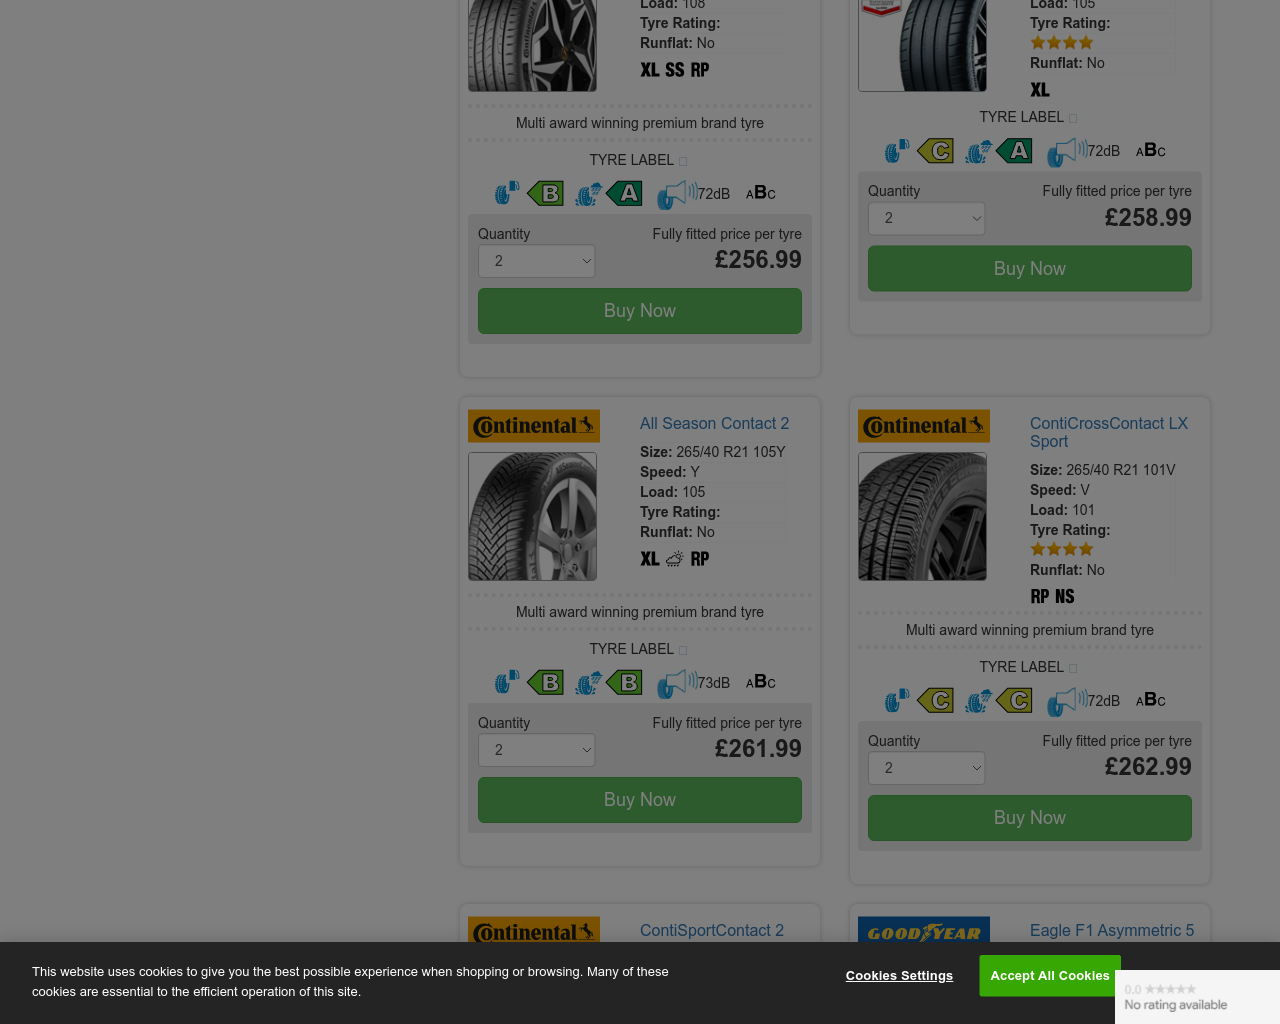 Load: 108
Tyre Rating:
Runflat: No
XL SS RP
Multi award winning premium brand tyre
TYRE LABEL
B A 72dB ABC
Quantity Fully fitted price per tyre
2 £256.99
Buy Now
Load: 105
Tyre Rating:
Runflat: No
XL
TYRE LABEL
C A 72dB ABC
Quantity Fully fitted price per tyre
2 £258.99
Buy Now
Continental
All Season Contact 2
Size: 265/40 R21 105Y
Speed: Y
Load: 105
Tyre Rating:
Runflat: No
XL RP
Multi award winning premium brand tyre
TYRE LABEL
B B 73dB ABC
Quantity Fully fitted price per tyre
2 £261.99
Buy Now
Continental
ContiCrossContact LX
Sport
Size: 265/40 R21 101V
Speed: V
Load: 101
Tyre Rating:
Runflat: No
RP NS
Multi award winning premium brand tyre
TYRE LABEL
C C 72dB ABC
Quantity Fully fitted price per tyre
2 £262.99
Buy Now
Continental
ContiSportContact 2
GOODYEAR
Eagle F1 Asymmetric 5
This website uses cookies to give you the best possible experience when shopping or browsing. Many of these
cookies are essential to the efficient operation of this site.
Cookies Settings
Accept All Cookies
0.0
No rating available